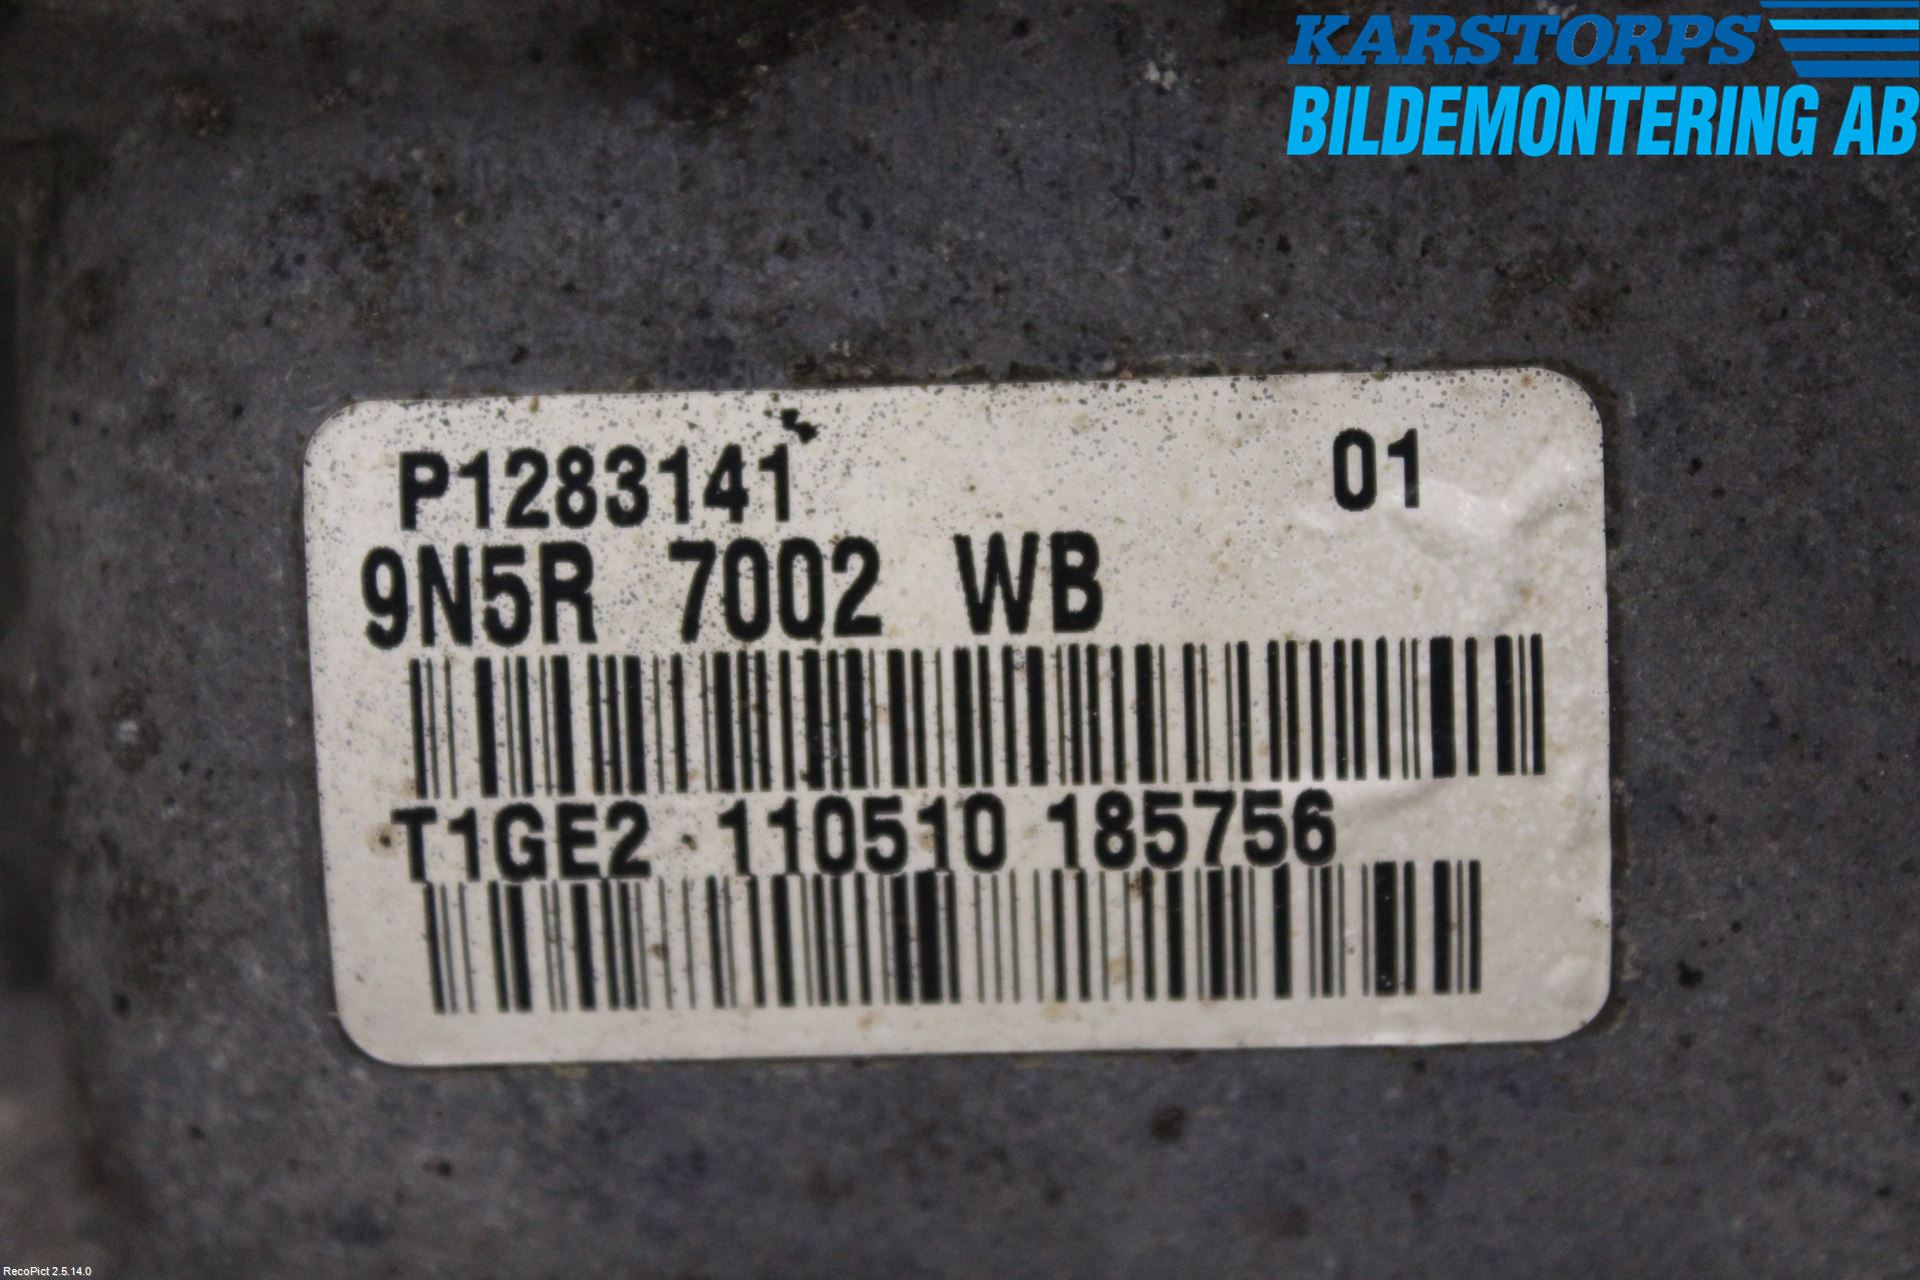 KARSTORPS
BILDEMONTERING AB
P1283141 01
9N5R 7002 WB
T1GE2 110510 185756
RecoPict 2.5.14.0